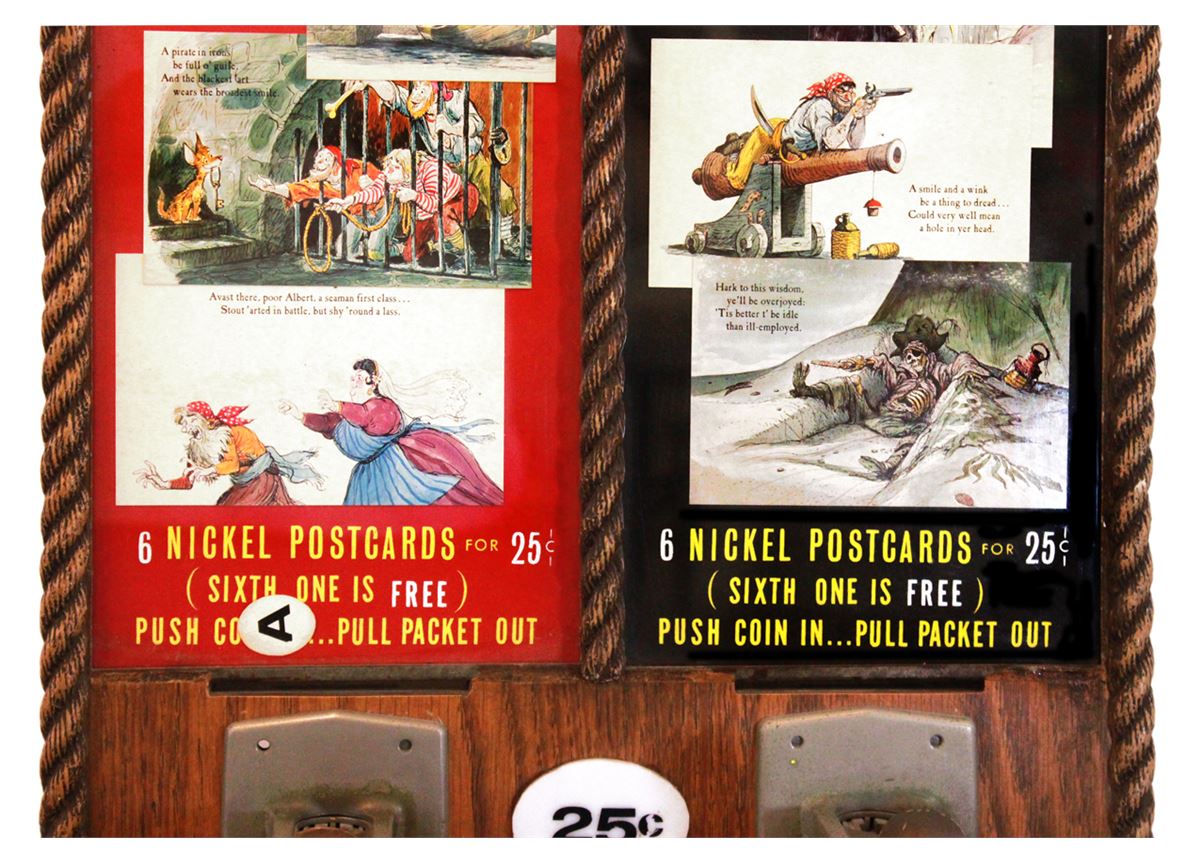 A pirate in irons
be full o' guile,
And the blackest 'art
wears the broadest smile.
Avast there, poor Albert, a seaman first class...
Stout 'arted in battle, but shy 'round a lass.
6 NICKEL POSTCARDS FOR 25¢
(SIXTH ONE IS FREE)
PUSH CO ...PULL PACKET OUT
A
A smile and a wink
be a thing to dread...
Could very well mean
a hole in yer head.
Hark to this wisdom,
ye'll be overjoyed:
'Tis better t' be idle
than ill-employed.
6 NICKEL POSTCARDS FOR 25¢
(SIXTH ONE IS FREE)
PUSH COIN IN...PULL PACKET OUT
25¢